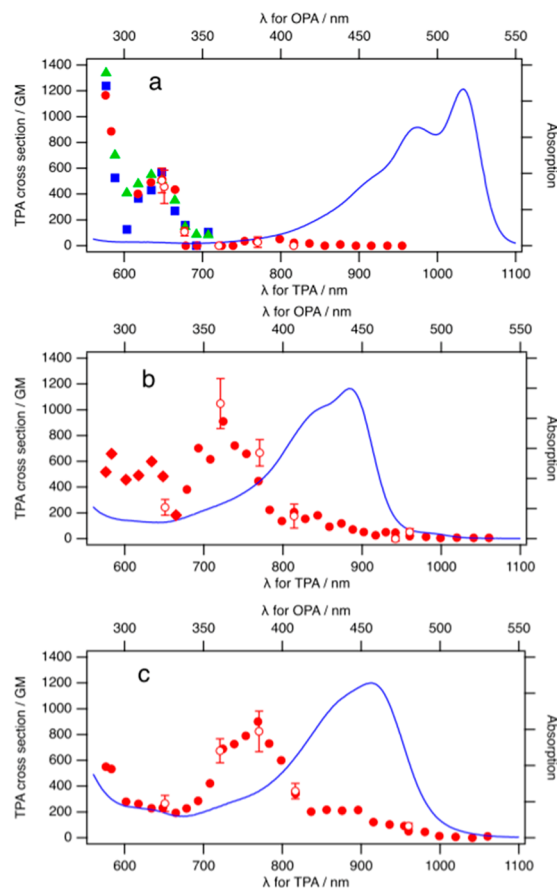 λ for OPA / nm
300 350 400 450 500 550
1400
1200
1000
800
600
400
200
0
TPA cross section / GM
a
Absorption
600 700 800 900 1000 1100
λ for TPA / nm
λ for OPA / nm
300 350 400 450 500 550
1400
1200
1000
800
600
400
200
0
TPA cross section / GM
b
Absorption
600 700 800 900 1000 1100
λ for TPA / nm
λ for OPA / nm
300 350 400 450 500 550
1400
1200
1000
800
600
400
200
0
TPA cross section / GM
c
Absorption
600 700 800 900 1000 1100
λ for TPA / nm